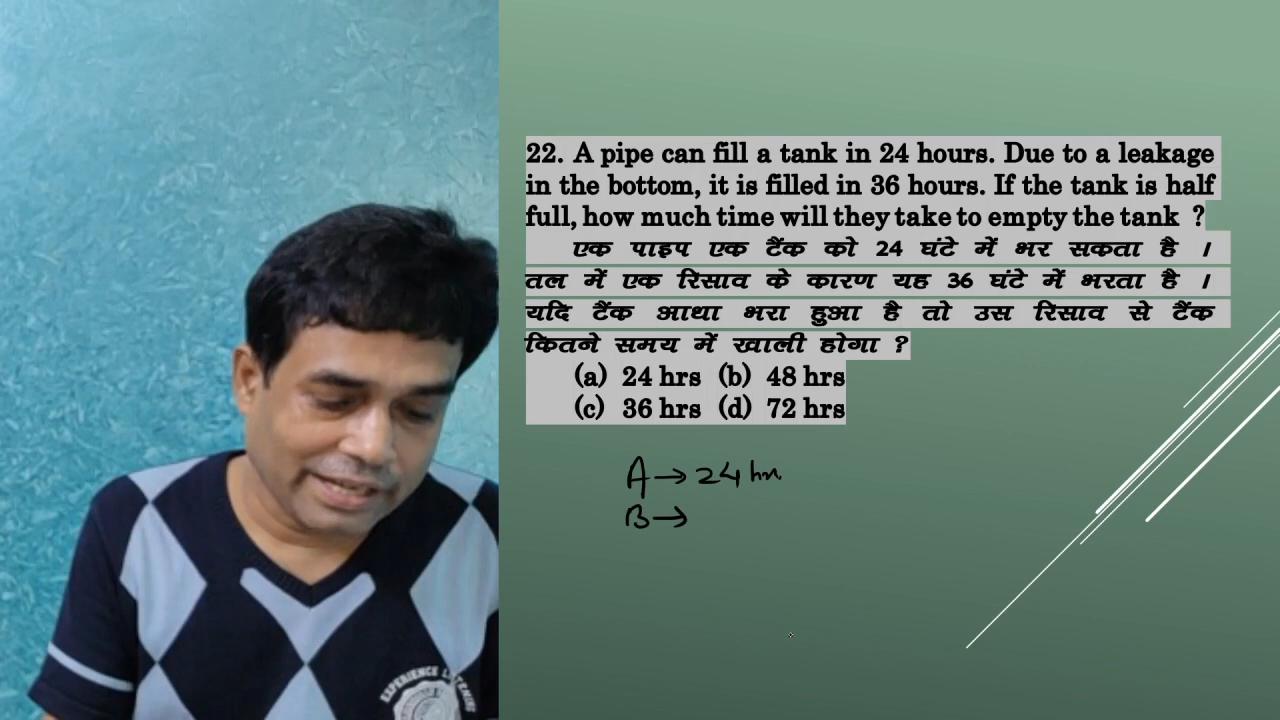 22. A pipe can fill a tank in 24 hours. Due to a leakage
in the bottom, it is filled in 36 hours. If the tank is half
full, how much time will they take to empty the tank ?
एक पाइप एक टैंक को 24 घंटे में भर सकता है ।
तल में एक रिसाव के कारण यह 36 घंटे में भरता है ।
यदि टैंक आधा भरा हुआ है तो उस रिसाव से टैंक
कितने समय में खाली होगा ?
(a) 24 hrs (b) 48 hrs
(c) 36 hrs (d) 72 hrs
A → 24 hr
B →
EXPERIENCE